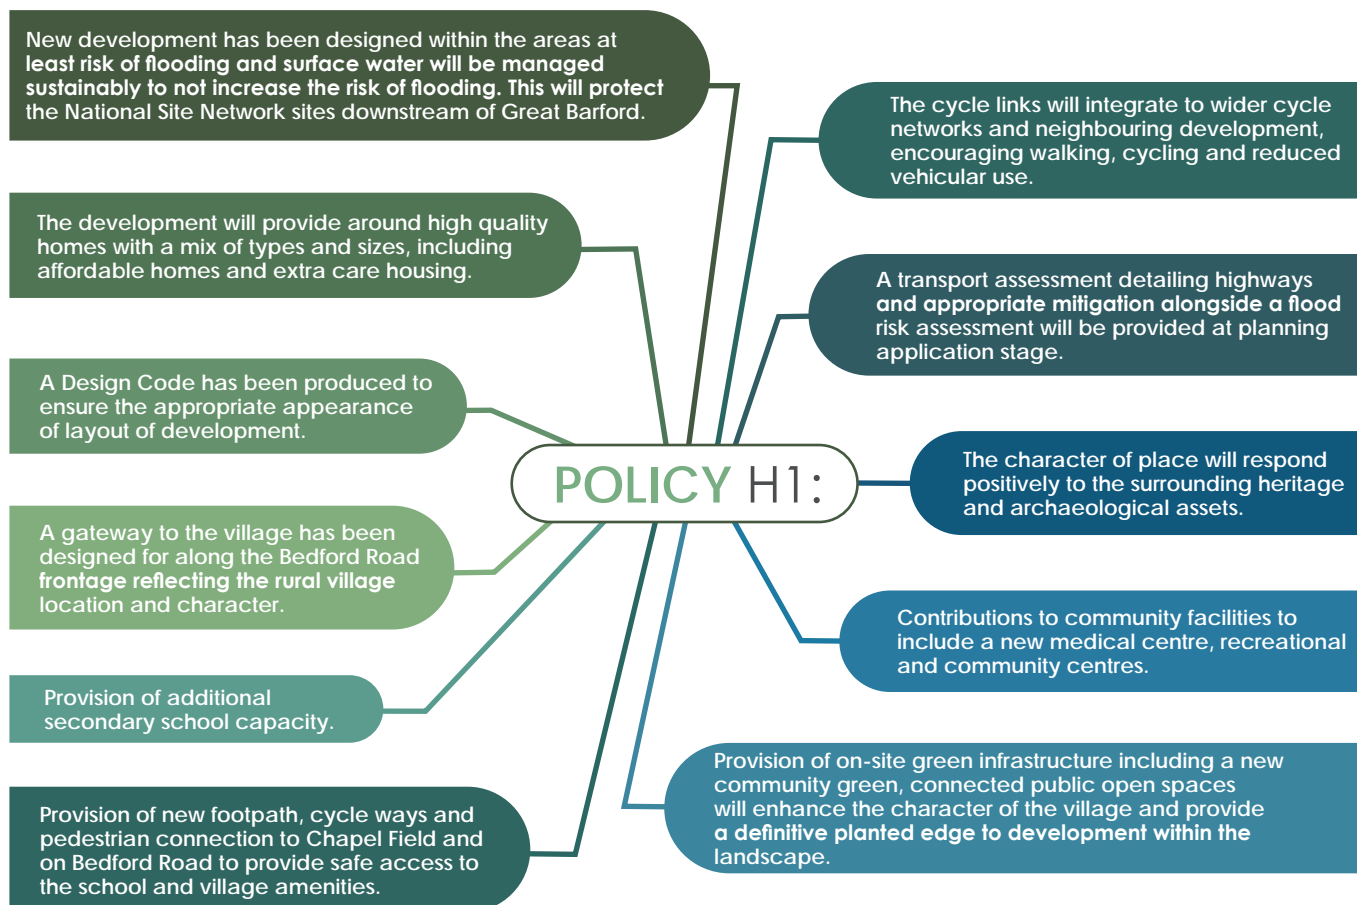 New development has been designed within the areas at
least risk of flooding and surface water will be managed
sustainably to not increase the risk of flooding. This will protect
the National Site Network sites downstream of Great Barford.
The development will provide around high quality
homes with a mix of types and sizes, including
affordable homes and extra care housing.
A Design Code has been produced to
ensure the appropriate appearance
of layout of development.
A gateway to the village has been
designed for along the Bedford Road
frontage reflecting the rural village
location and character.
Provision of additional
secondary school capacity.
Provision of new footpath, cycle ways and
pedestrian connection to Chapel Field and
on Bedford Road to provide safe access to
the school and village amenities.
POLICY H1:
The cycle links will integrate to wider cycle
networks and neighbouring development,
encouraging walking, cycling and reduced
vehicular use.
A transport assessment detailing highways
and appropriate mitigation alongside a flood
risk assessment will be provided at planning
application stage.
The character of place will respond
positively to the surrounding heritage
and archaeological assets.
Contributions to community facilities to
include a new medical centre, recreational
and community centres.
Provision of on-site green infrastructure including a new
community green, connected public open spaces
will enhance the character of the village and provide
a definitive planted edge to development within the
landscape.